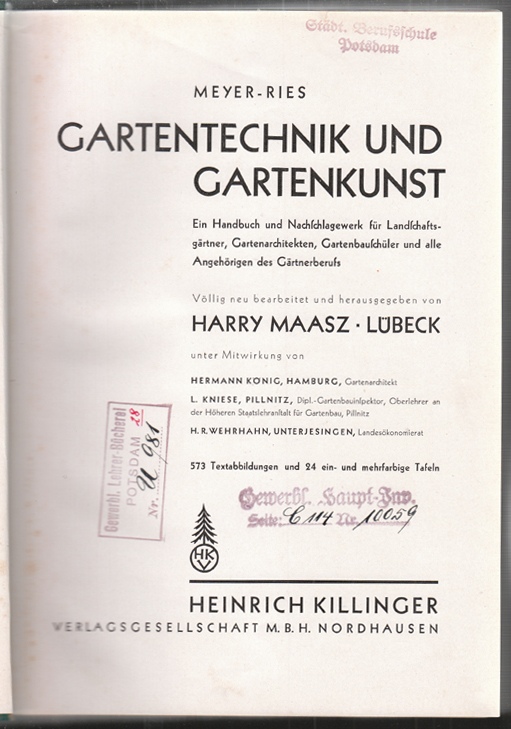 Städt. Berufsschule
Potsdam
MEYER-RIES
GARTENTECHNIK UND
GARTENKUNST
Ein Handbuch und Nachſchlagewerk für Landſchafts-
gärtner, Gartenarchitekten, Gartenbauſchüler und alle
Angehörigen des Gärtnerberufs
Völlig neu bearbeitet und herausgegeben von
HARRY MAASZ · LÜBECK
unter Mitwirkung von
HERMANN KÖNIG, HAMBURG, Gartenarchitekt
L. KNIESE, PILLNITZ, Dipl.-Gartenbauinſpektor, Oberlehrer an
der Höheren Staatslehranſtalt für Gartenbau, Pillnitz
H. R. WEHRHAHN, UNTERJESINGEN, Landesökonomierat
573 Textabbildungen und 24 ein- und mehrfarbige Tafeln
Gewerbl. Lehrer-Bücherei
POTSDAM 28
Nr. U 981
Gewerbl. Haupt-Inv.
Seite: C 114 Nr. 10059
HK
V
HEINRICH KILLINGER
VERLAGSGESELLSCHAFT M.B.H. NORDHAUSEN